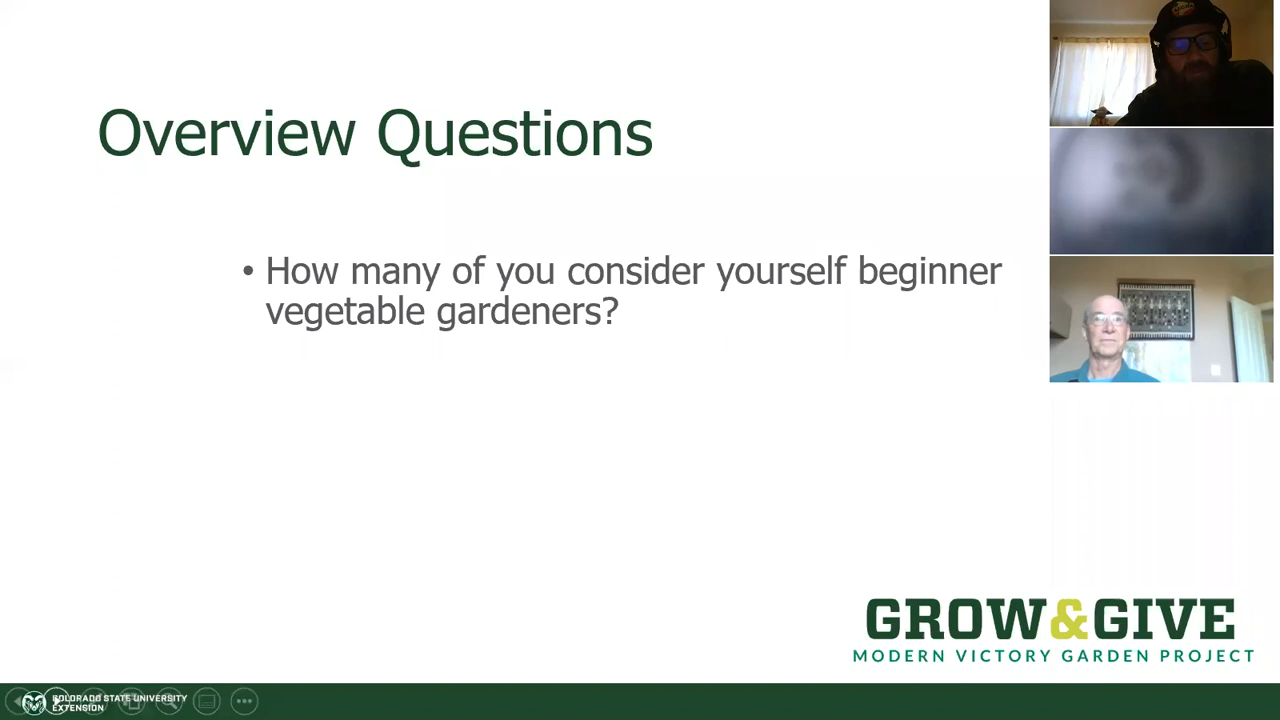 Overview Questions
• How many of you consider yourself beginner
vegetable gardeners?
GROW&GIVE
MODERN VICTORY GARDEN PROJECT
COLORADO STATE UNIVERSITY
EXTENSION